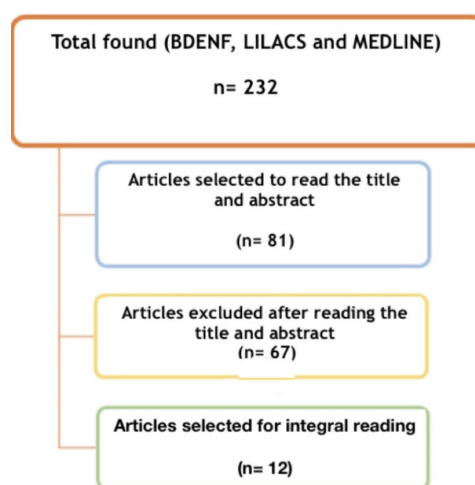 Total found (BDENF, LILACS and MEDLINE)
n= 232
Articles selected to read the title
and abstract
(n= 81)
Articles excluded after reading the
title and abstract
(n= 67)
Articles selected for integral reading
(n= 12)